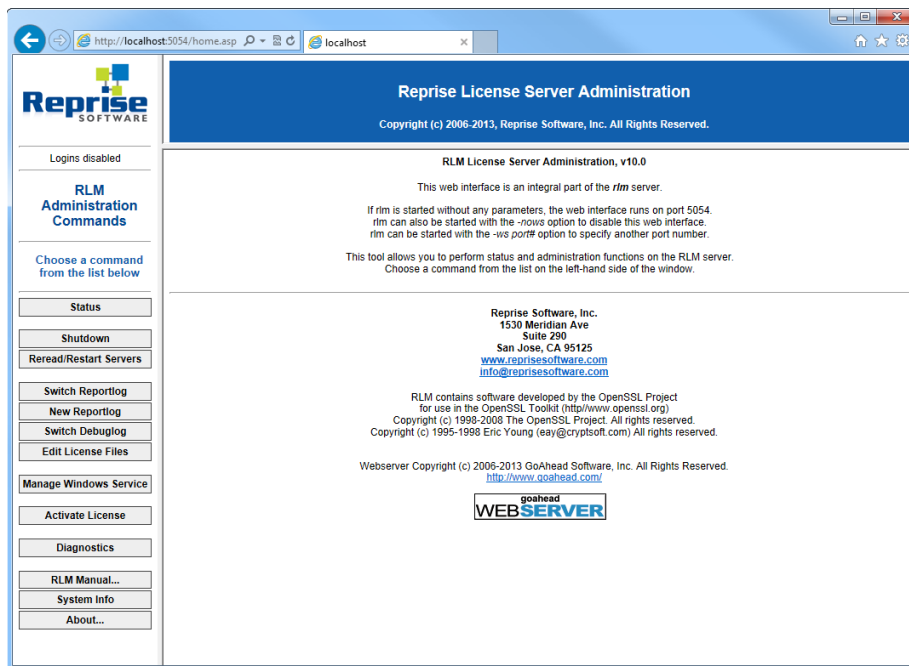 http://localhost:5054/home.asp
localhost
Reprise
SOFTWARE
Logins disabled
RLM
Administration
Commands
Choose a command
from the list below
Status
Shutdown
Reread/Restart Servers
Switch Reportlog
New Reportlog
Switch Debuglog
Edit License Files
Manage Windows Service
Activate License
Diagnostics
RLM Manual...
System Info
About...
Reprise License Server Administration
Copyright (c) 2006-2013, Reprise Software, Inc. All Rights Reserved.
RLM License Server Administration, v10.0
This web interface is an integral part of the rlm server.
If rlm is started without any parameters, the web interface runs on port 5054.
rlm can also be started with the -nows option to disable this web interface.
rlm can be started with the -ws port# option to specify another port number.
This tool allows you to perform status and administration functions on the RLM server.
Choose a command from the list on the left-hand side of the window.
Reprise Software, Inc.
1530 Meridian Ave
Suite 290
San Jose, CA 95125
www.reprisesoftware.com
info@reprisesoftware.com
RLM contains software developed by the OpenSSL Project
for use in the OpenSSL Toolkit (http//www.openssl.org)
Copyright (c) 1998-2008 The OpenSSL Project. All rights reserved.
Copyright (c) 1995-1998 Eric Young (eay@cryptsoft.com) All rights reserved.
Webserver Copyright (c) 2006-2013 GoAhead Software, Inc. All Rights Reserved.
http://www.goahead.com/
goahead
WEBSERVER